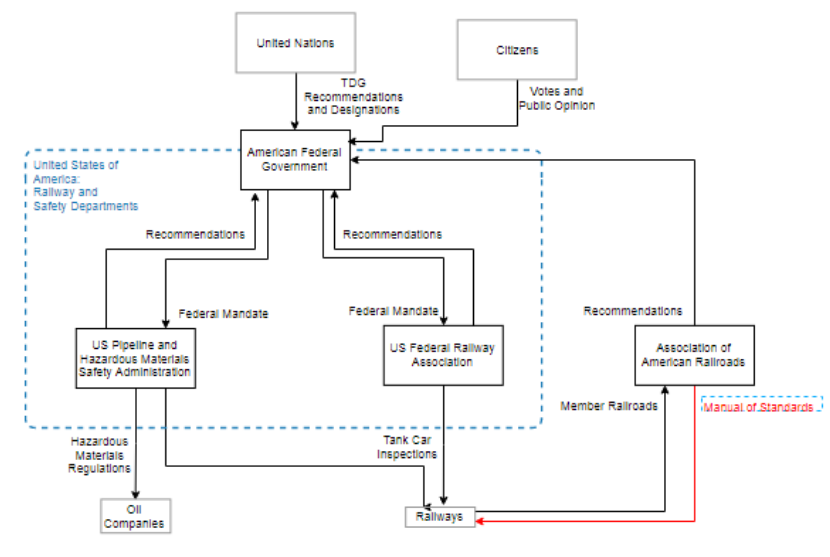 United Nations
Citizens
TDG
Recommendations
and Designations
Votes and
Public Opinion
American Federal
Government
United States of
America:
Railway and
Safety Departments
Recommendations
Recommendations
Federal Mandate
Federal Mandate
Recommendations
US Pipeline and
Hazardous Materials
Safety Administration
US Federal Railway
Association
Association of
American Railroads
Member Railroads
Manual of Standards
Hazardous
Materials
Regulations
Tank Car
Inspections
Oil
Companies
Railways